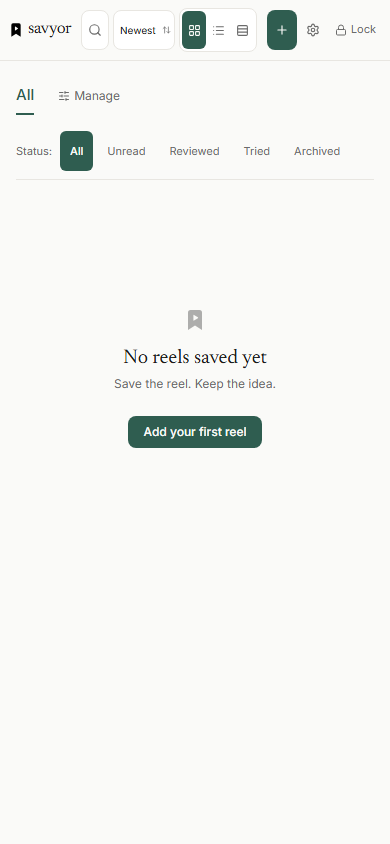 savyor
Newest
Lock
All
Manage
Status:
All
Unread
Reviewed
Tried
Archived
No reels saved yet
Save the reel. Keep the idea.
Add your first reel